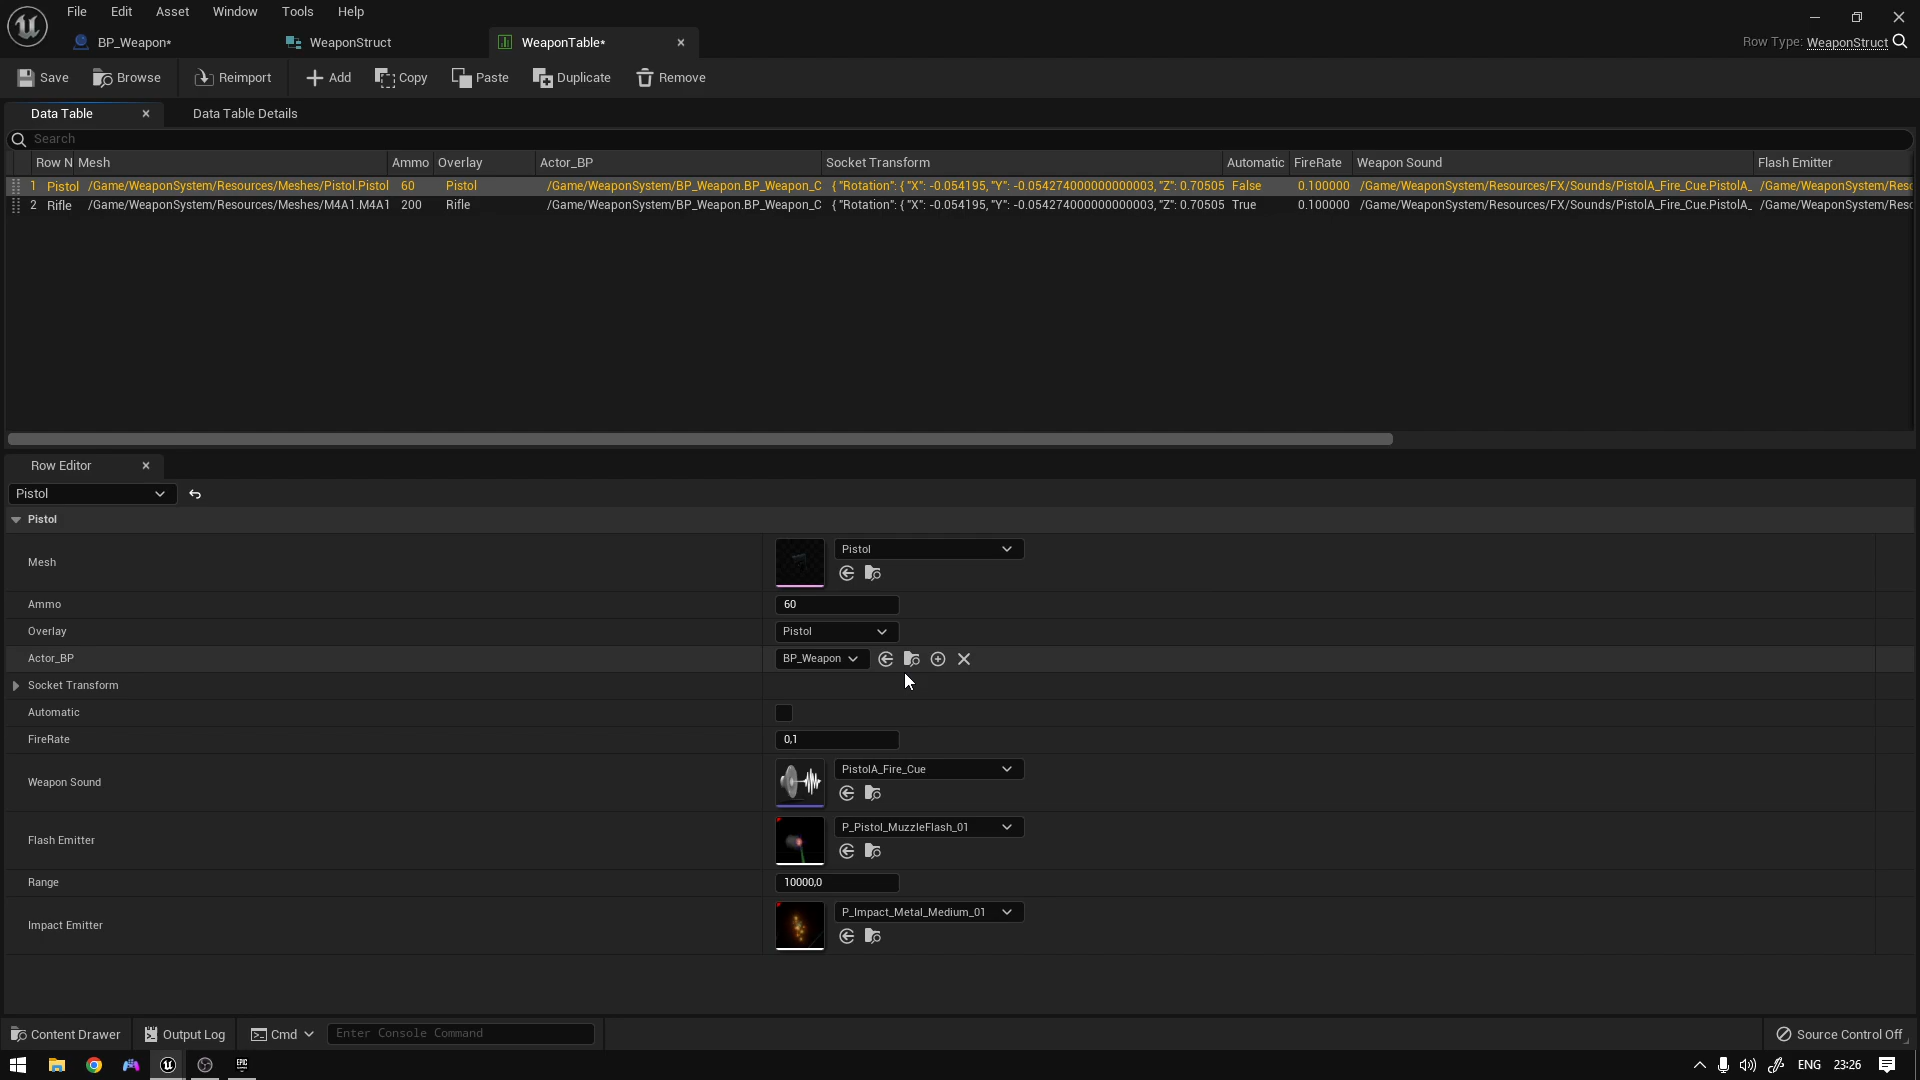 File Edit Asset Window Tools Help
BP_Weapon* WeaponStruct WeaponTable* Row Type: WeaponStruct
Save Browse Reimport Add Copy Paste Duplicate Remove
Data Table Data Table Details
Search
Row N Mesh Ammo Overlay Actor_BP Socket Transform Automatic FireRate Weapon Sound Flash Emitter
1 Pistol /Game/WeaponSystem/Resources/Meshes/Pistol.Pistol 60 Pistol /Game/WeaponSystem/BP_Weapon.BP_Weapon_C { "Rotation": { "X": -0.054195, "Y": -0.054274000000000003, "Z": 0.70505 False 0.100000 /Game/WeaponSystem/Resources/FX/Sounds/PistolA_Fire_Cue.PistolA_ /Game/WeaponSystem/Reso
2 Rifle /Game/WeaponSystem/Resources/Meshes/M4A1.M4A1 200 Rifle /Game/WeaponSystem/BP_Weapon.BP_Weapon_C { "Rotation": { "X": -0.054195, "Y": -0.054274000000000003, "Z": 0.70505 True 0.100000 /Game/WeaponSystem/Resources/FX/Sounds/PistolA_Fire_Cue.PistolA_ /Game/WeaponSystem/Reso
Row Editor
Pistol
Pistol
Mesh Pistol
Ammo 60
Overlay Pistol
Actor_BP BP_Weapon
Socket Transform
Automatic
FireRate 0,1
Weapon Sound PistolA_Fire_Cue
Flash Emitter P_Pistol_MuzzleFlash_01
Range 10000,0
Impact Emitter P_Impact_Metal_Medium_01
Content Drawer Output Log Cmd Enter Console Command Source Control Off
EPIC ENG 23:26